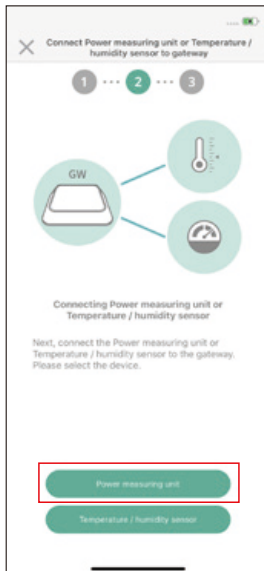 Connect Power measuring unit or Temperature /
humidity sensor to gateway
1 ... 2 ... 3
GW
Connecting Power measuring unit or
Temperature / humidity sensor
Next, connect the Power measuring unit or
Temperature / humidity sensor to the gateway.
Please select the device.
Power measuring unit
Temperature / humidity sensor